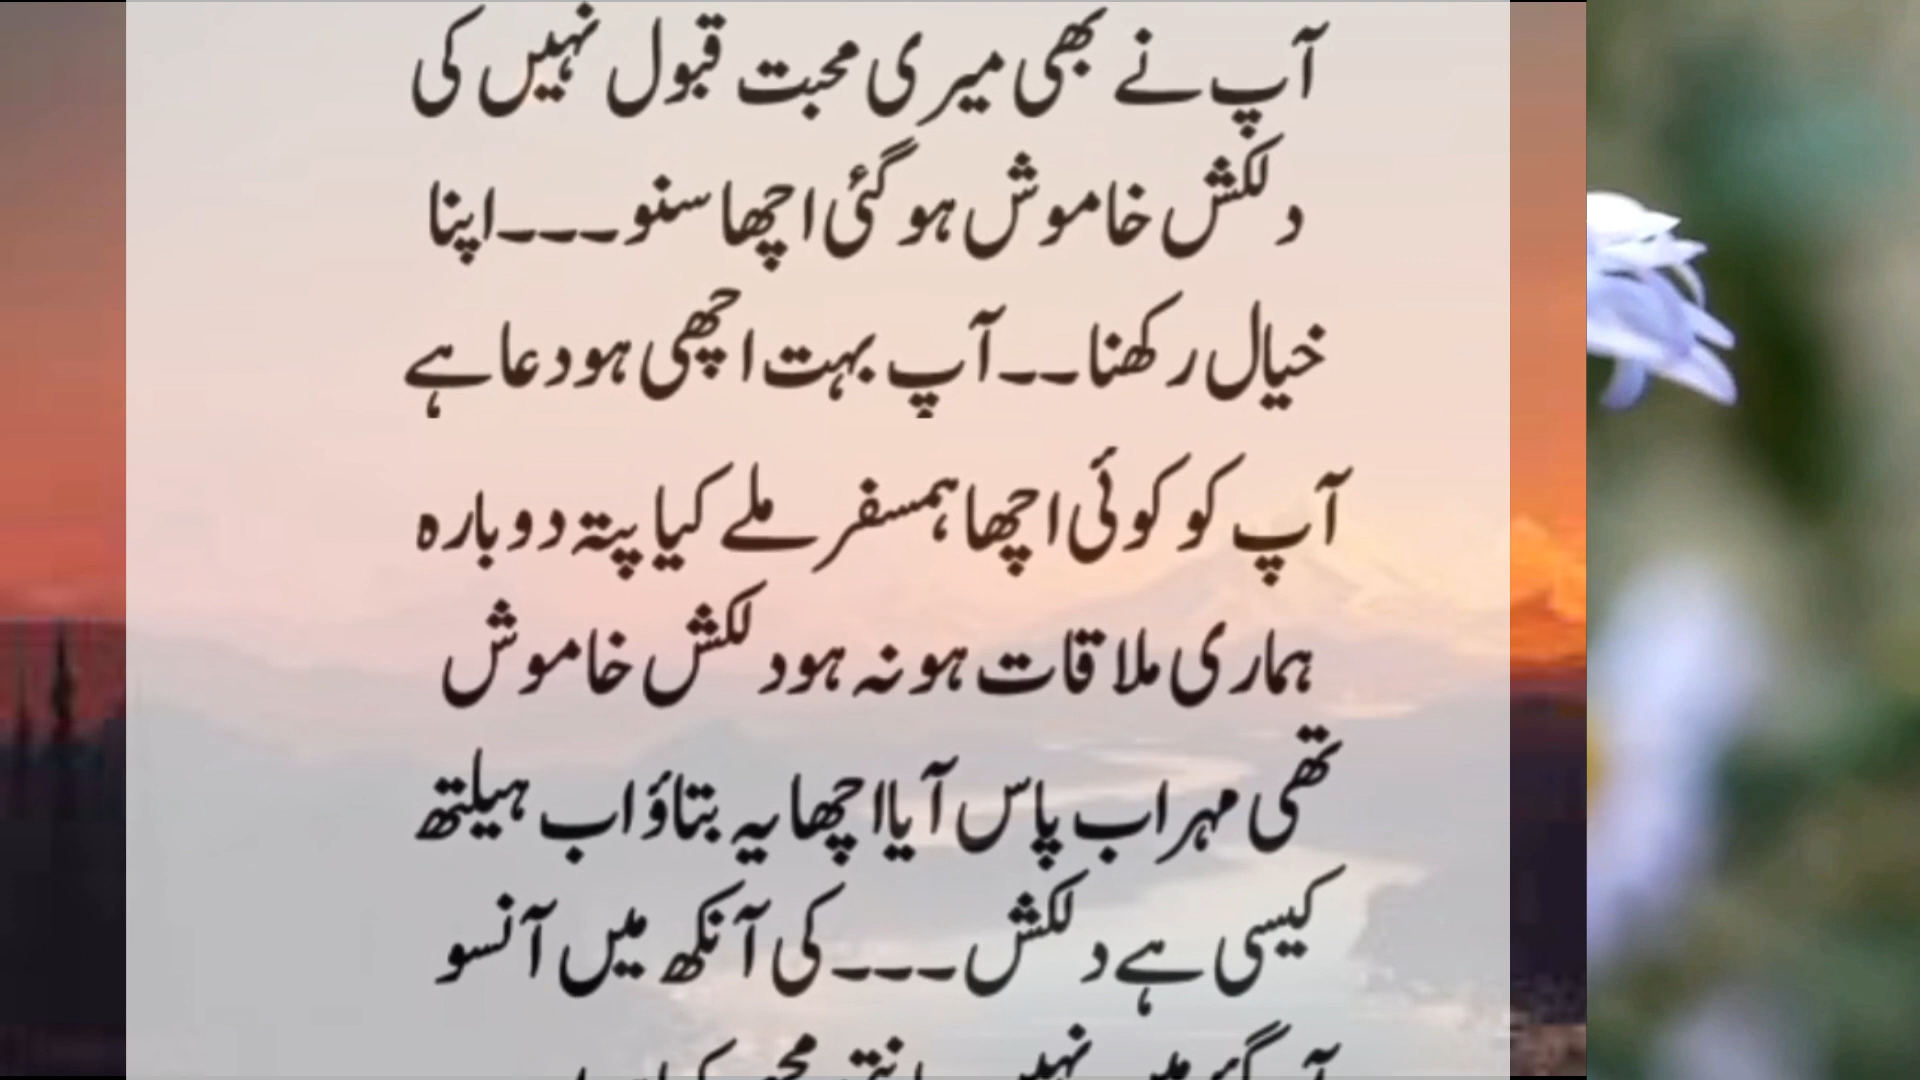 آپ نے بھی میری محبت قبول نہیں کی
دلکش خاموش ہو گئی اچھا سنو۔۔۔اپنا
خیال رکھنا۔۔آپ بہت اچھی ہو دعا ہے
آپ کو کوئی اچھا ہمسفر ملے کیا پتہ دوبارہ
ہماری ملاقات ہو نہ ہو دلکش خاموش
تھی مہراب پاس آیا اچھا یہ بتاؤ اب ہیلتھ
کیسی ہے دلکش۔۔۔کی آنکھ میں آنسو